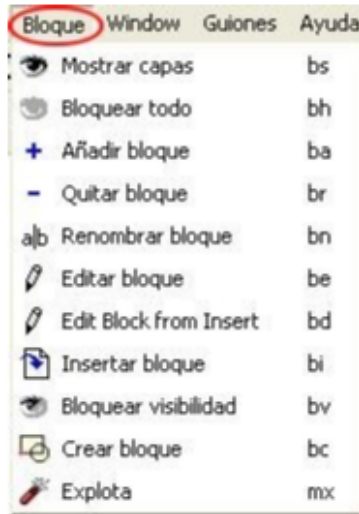 Bloque Window Guiones Ayuda
Mostrar capas bs
Bloquear todo bh
Añadir bloque ba
Quitar bloque br
a|b Renombrar bloque bn
Editar bloque be
Edit Block from Insert bd
Insertar bloque bi
Bloquear visibilidad bv
Crear bloque bc
Explota mx